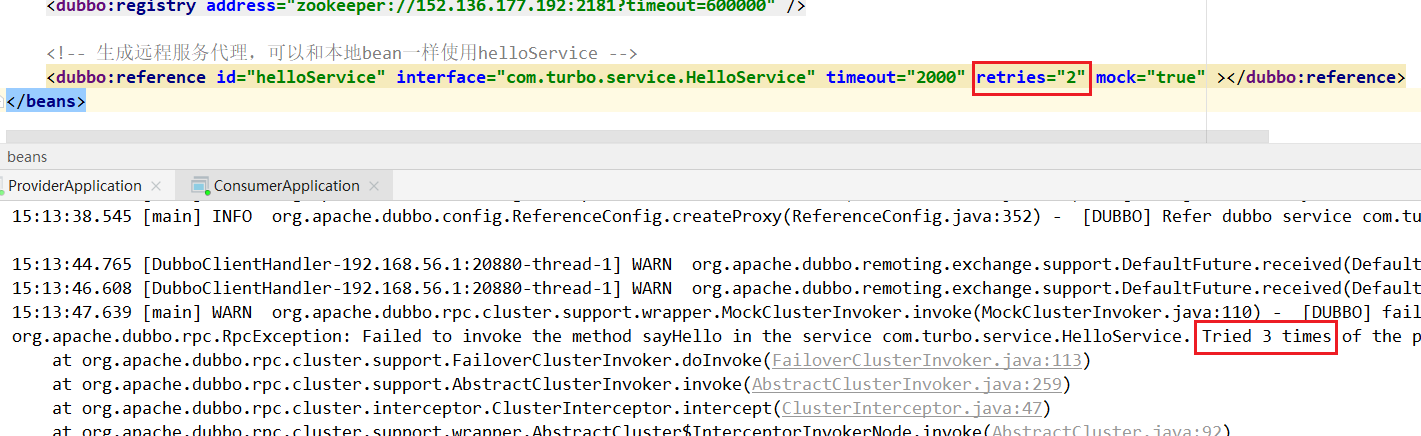 <dubbo:registry address="zookeeper://152.136.177.192:2181?timeout=600000" />
<!-- 生成远程服务代理，可以和本地bean一样使用helloService -->
<dubbo:reference id="helloService" interface="com.turbo.service.HelloService" timeout="2000" retries="2" mock="true" ></dubbo:reference>
</beans>
beans
ProviderApplication × ConsumerApplication ×
15:13:38.545 [main] INFO  org.apache.dubbo.config.ReferenceConfig.createProxy(ReferenceConfig.java:352) -  [DUBBO] Refer dubbo service com.tu
15:13:44.765 [DubboClientHandler-192.168.56.1:20880-thread-1] WARN  org.apache.dubbo.remoting.exchange.support.DefaultFuture.received(Default
15:13:46.608 [DubboClientHandler-192.168.56.1:20880-thread-1] WARN  org.apache.dubbo.remoting.exchange.support.DefaultFuture.received(Default
15:13:47.639 [main] WARN  org.apache.dubbo.rpc.cluster.support.wrapper.MockClusterInvoker.invoke(MockClusterInvoker.java:110) -  [DUBBO] fail
org.apache.dubbo.rpc.RpcException: Failed to invoke the method sayHello in the service com.turbo.service.HelloService. Tried 3 times of the p
at org.apache.dubbo.rpc.cluster.support.FailoverClusterInvoker.doInvoke(FailoverClusterInvoker.java:113)
at org.apache.dubbo.rpc.cluster.support.AbstractClusterInvoker.invoke(AbstractClusterInvoker.java:259)
at org.apache.dubbo.rpc.cluster.interceptor.ClusterInterceptor.intercept(ClusterInterceptor.java:47)
at org.apache.dubbo.rpc.cluster.support.wrapper.AbstractCluster$InterceptorInvokerNode.invoke(AbstractCluster.java:92)